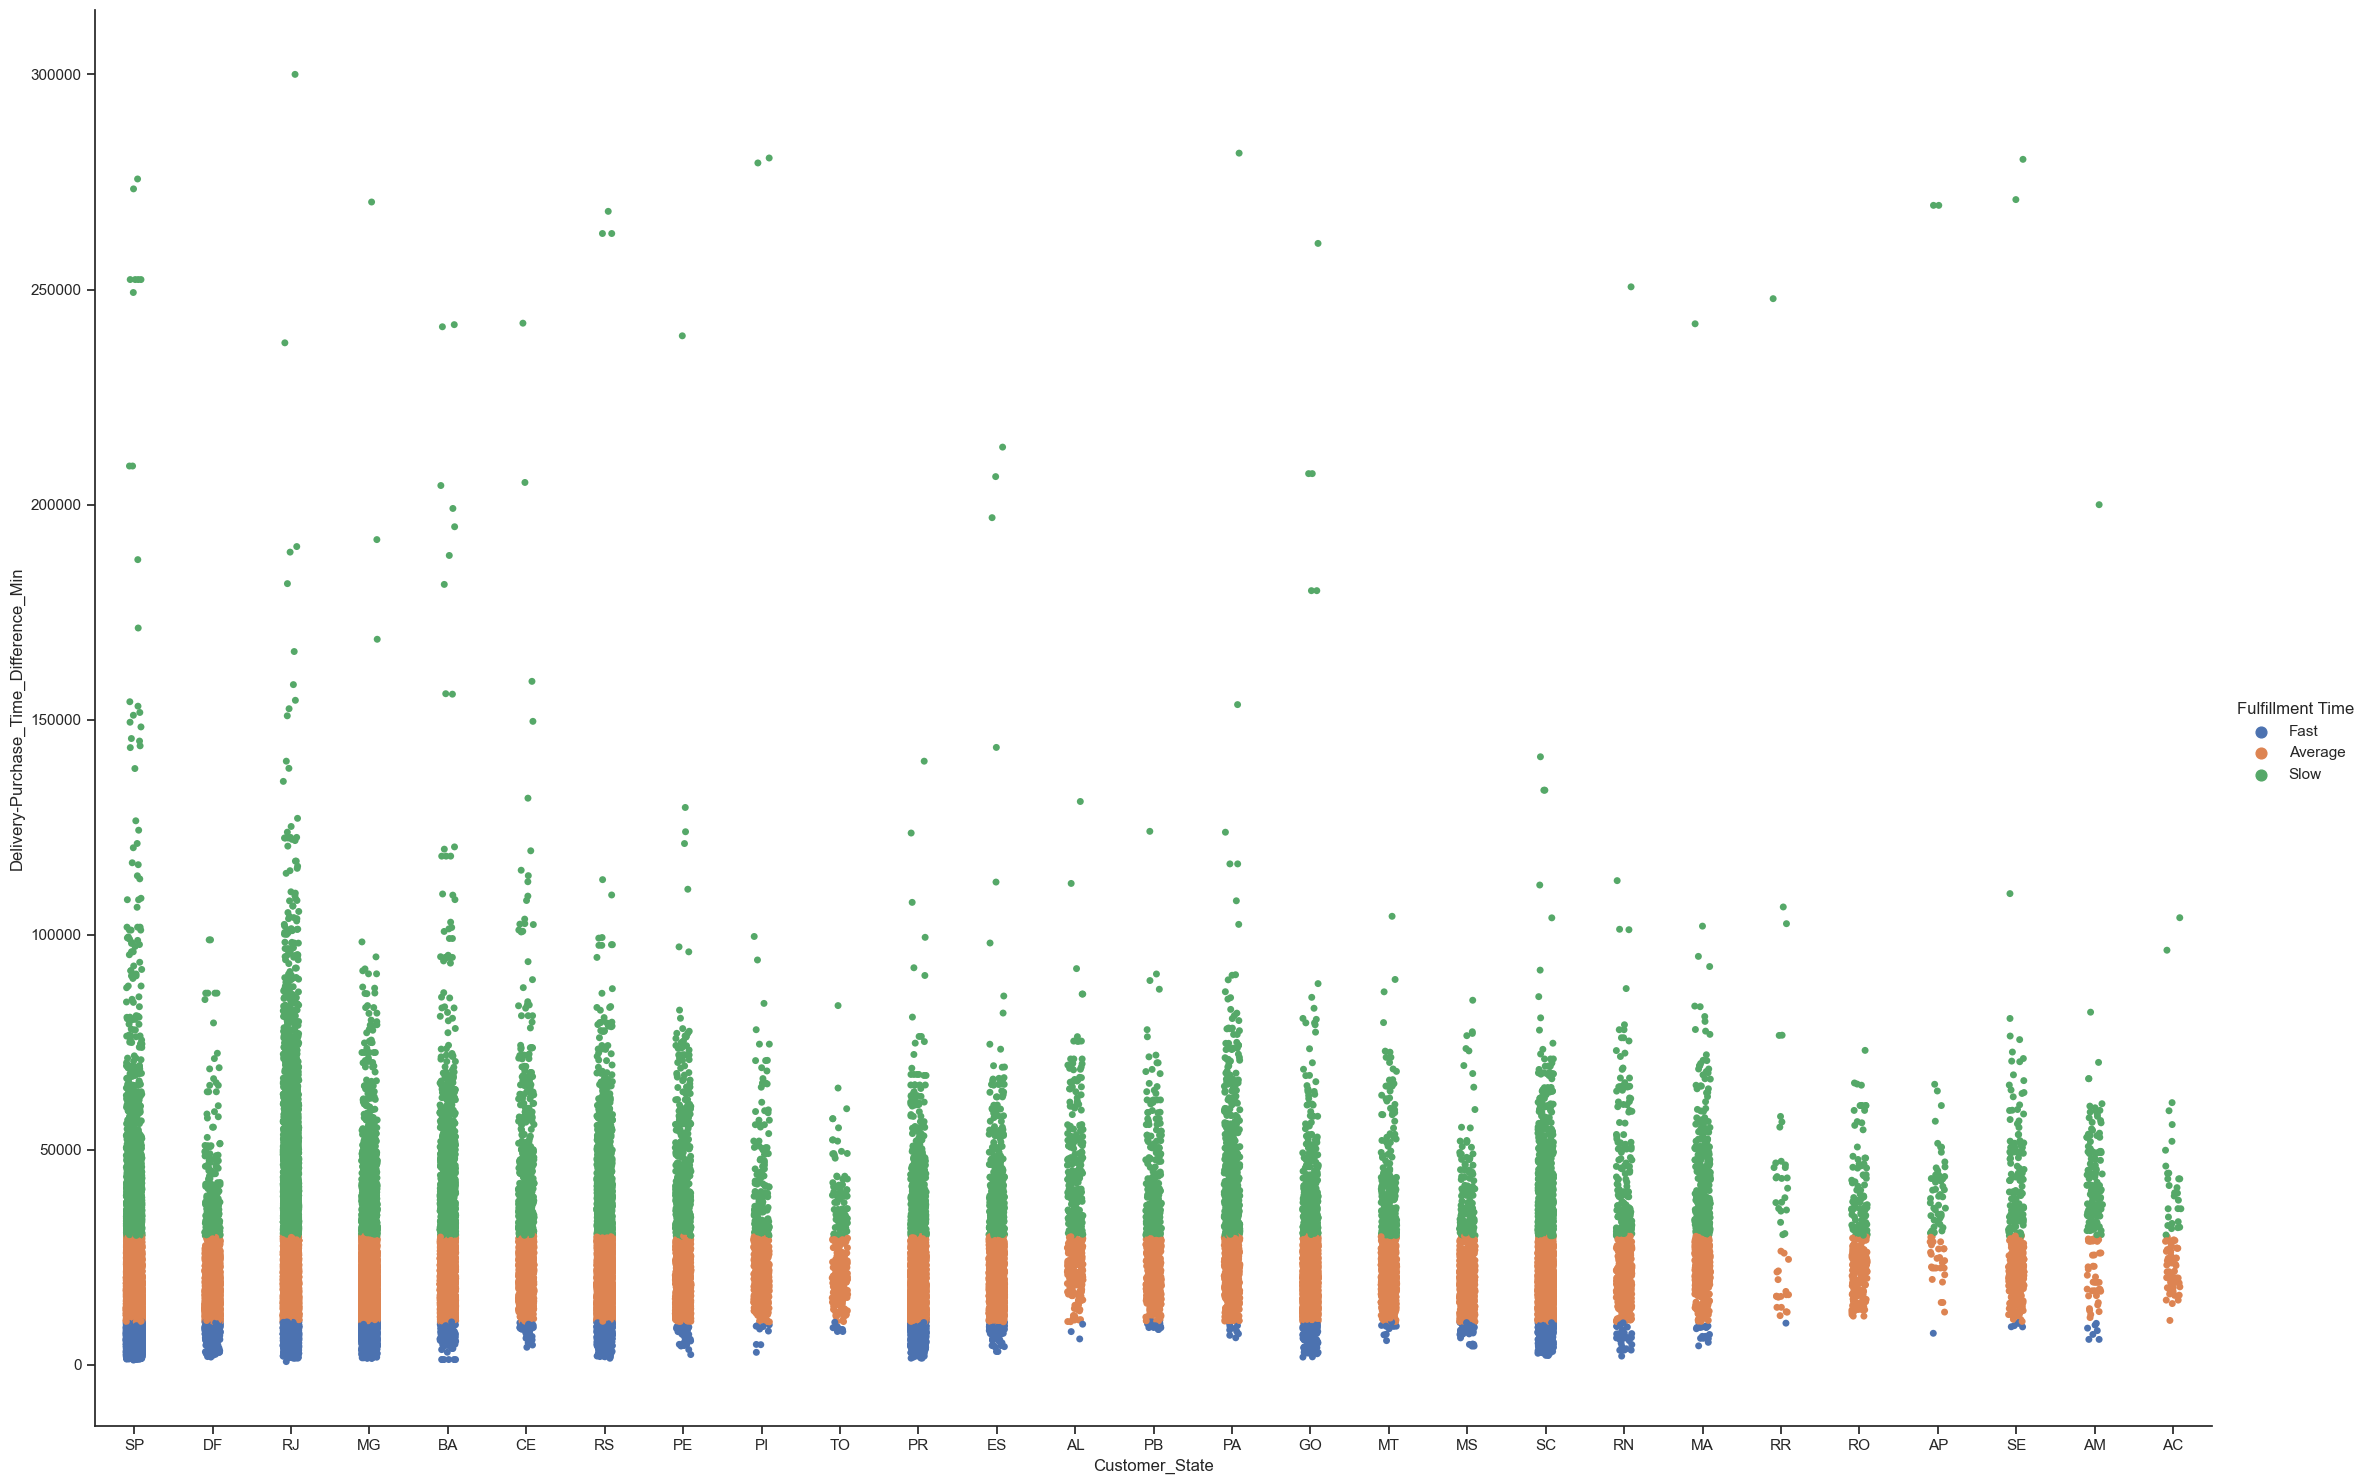 300000
250000
200000
150000
100000
50000
0
Delivery-Purchase_Time_Difference_Min
SP DF RJ MG BA CE RS PE PI TO PR ES AL PB PA GO MT MS SC RN MA RR RO AP SE AM AC
Customer_State
Fulfillment Time
Fast
Average
Slow